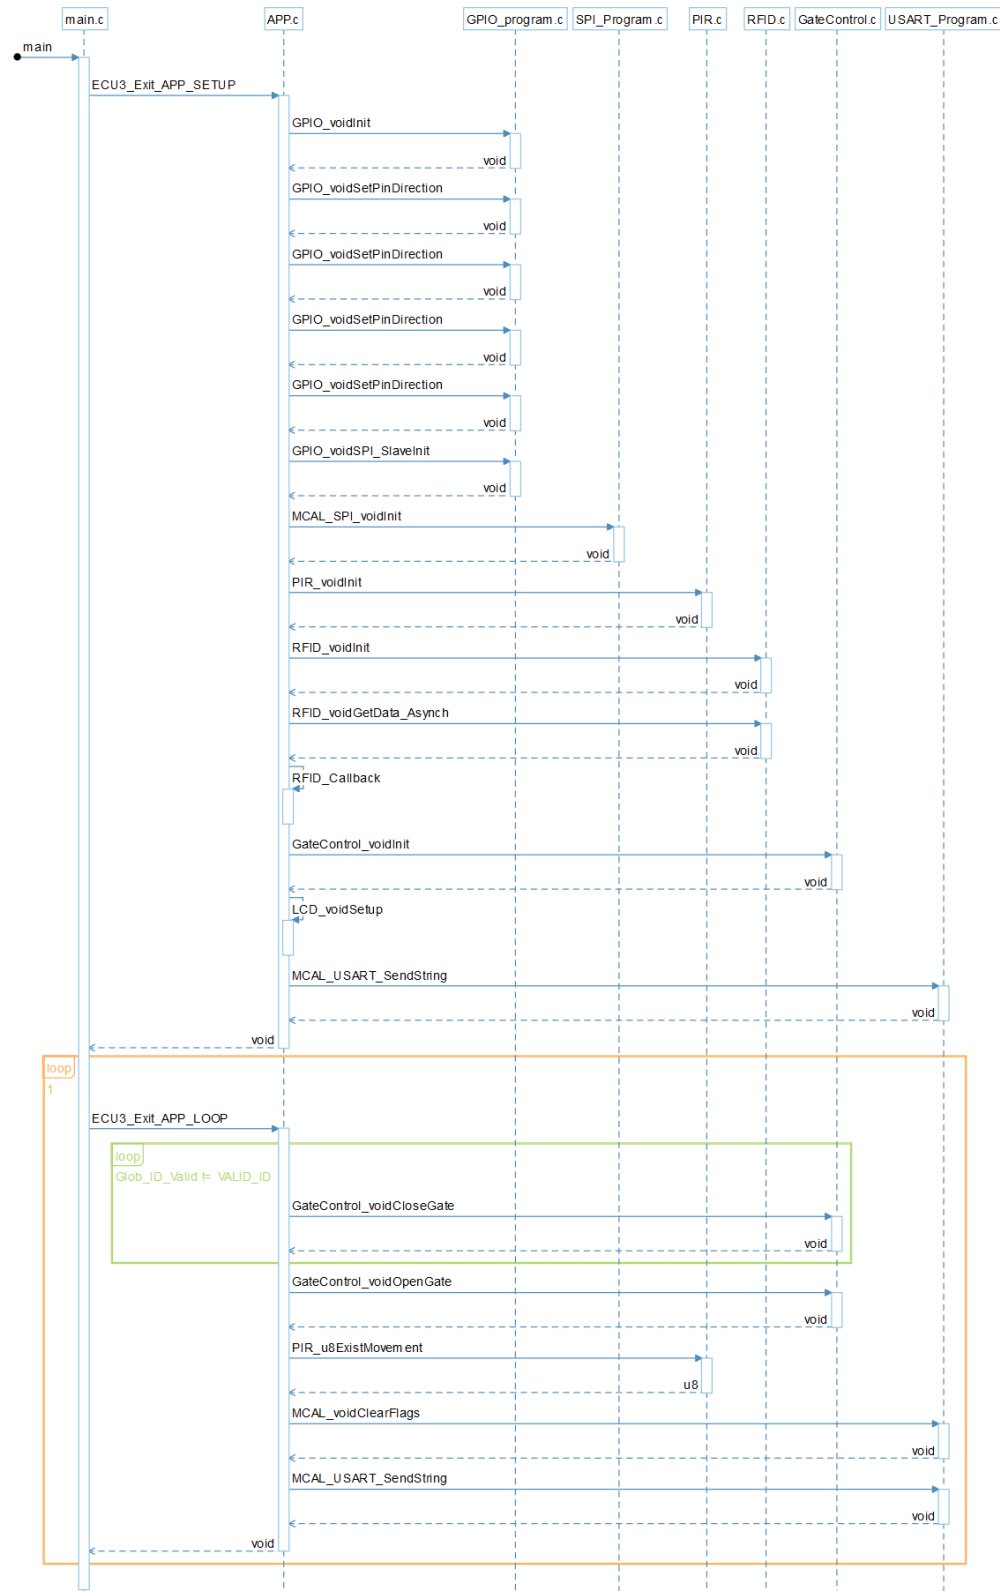 main.c APP.c GPIO_program.c SPI_Program.c PIR.c RFID.c GateControl.c USART_Program.c
main
ECU3_Exit_APP_SETUP
GPIO_voidInit
void
GPIO_voidSetPinDirection
void
GPIO_voidSetPinDirection
void
GPIO_voidSetPinDirection
void
GPIO_voidSetPinDirection
void
GPIO_voidSPI_SlaveInit
void
MCAL_SPI_voidInit
void
PIR_voidInit
void
RFID_voidInit
void
RFID_voidGetData_Asynch
void
RFID_Callback
GateControl_voidInit
void
LCD_voidSetup
MCAL_USART_SendString
void
void
loop
1
ECU3_Exit_APP_LOOP
loop
Glob_ID_Valid != VALID_ID
GateControl_voidCloseGate
void
GateControl_voidOpenGate
void
PIR_u8ExistMovement
u8
MCAL_voidClearFlags
void
MCAL_USART_SendString
void
void